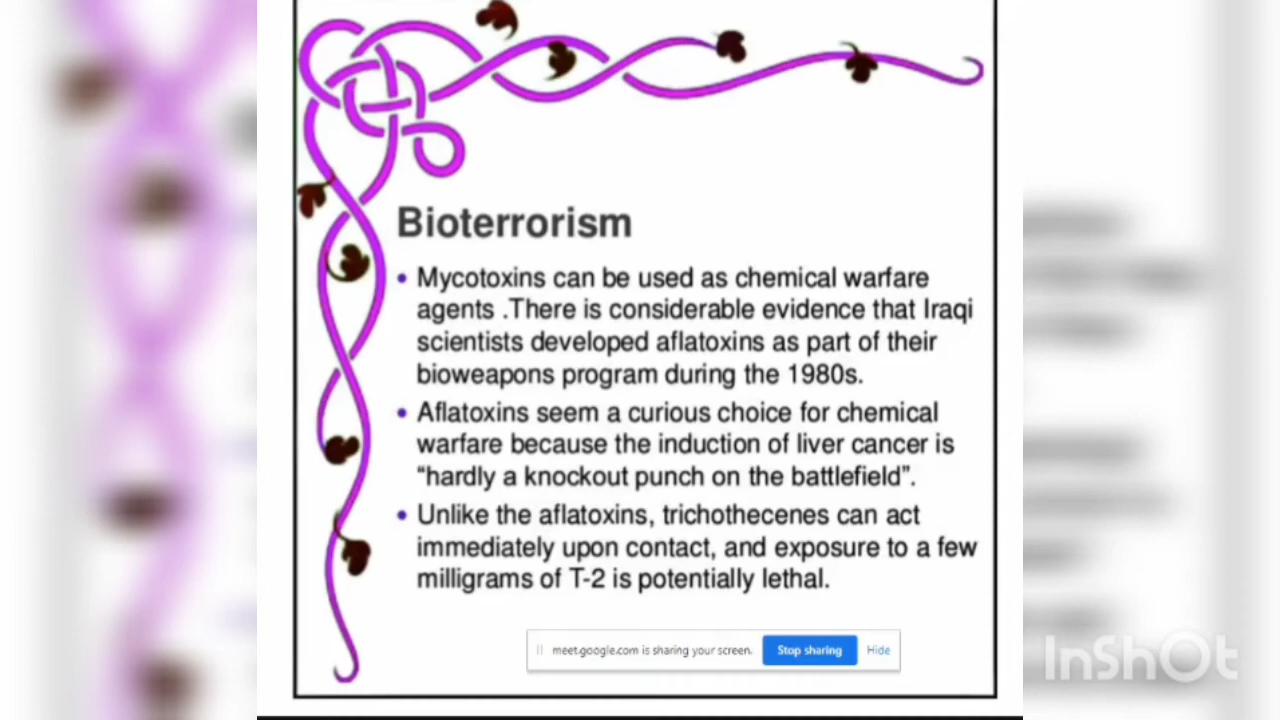 Bioterrorism
• Mycotoxins can be used as chemical warfare
agents .There is considerable evidence that Iraqi
scientists developed aflatoxins as part of their
bioweapons program during the 1980s.
• Aflatoxins seem a curious choice for chemical
warfare because the induction of liver cancer is
“hardly a knockout punch on the battlefield”.
• Unlike the aflatoxins, trichothecenes can act
immediately upon contact, and exposure to a few
milligrams of T-2 is potentially lethal.
meet.google.com is sharing your screen. Stop sharing Hide
InShOt